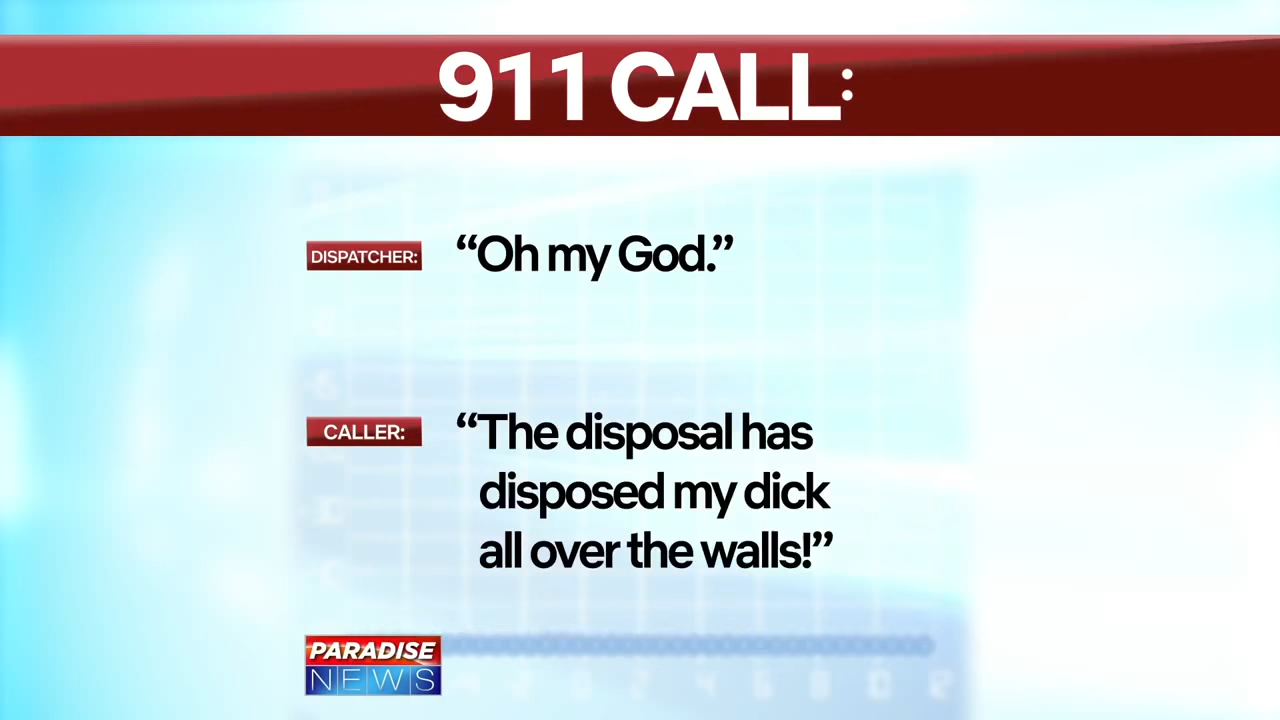 911 CALL:
DISPATCHER:
“Oh my God.”
CALLER:
“The disposal has
disposed my dick
all over the walls!”
PARADISE
NEWS